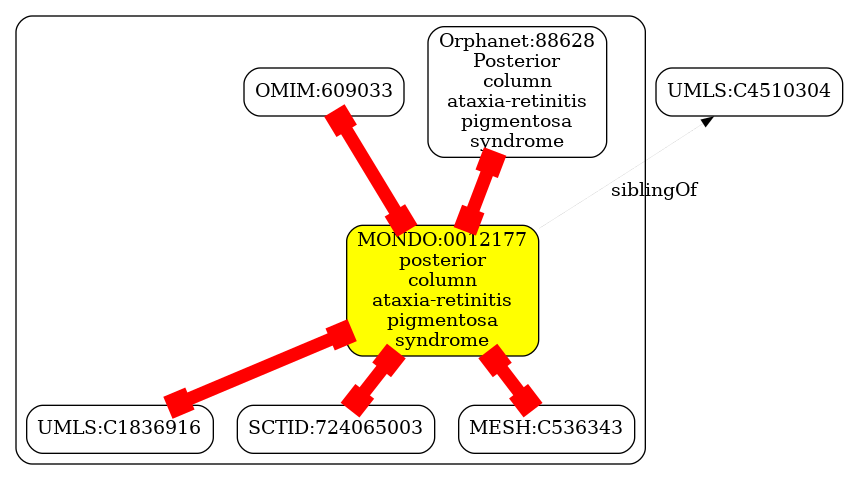 Orphanet:88628
Posterior
column
ataxia-retinitis
pigmentosa
syndrome
OMIM:609033
UMLS:C4510304
siblingOf
MONDO:0012177
posterior
column
ataxia-retinitis
pigmentosa
syndrome
UMLS:C1836916
SCTID:724065003
MESH:C536343